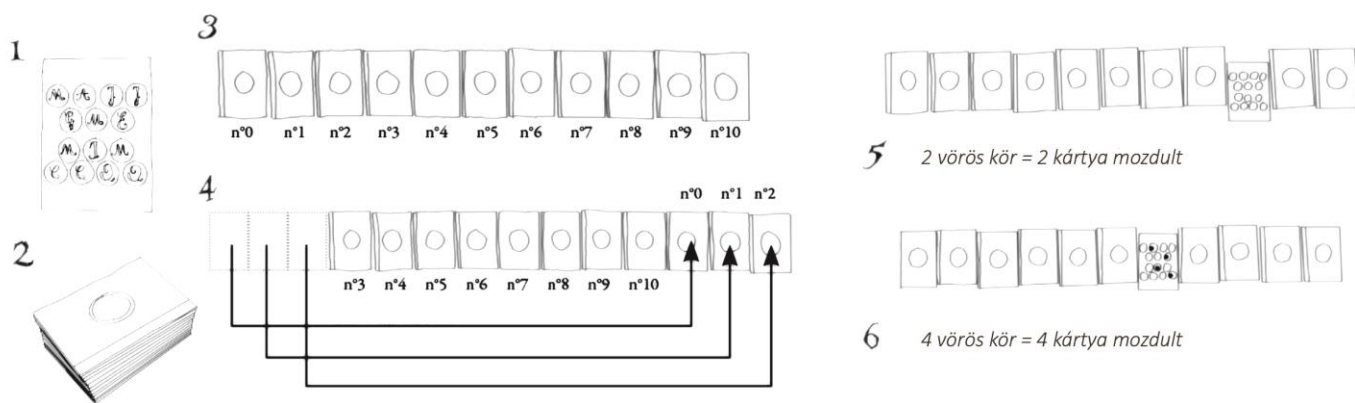 1
M A J J
M E
M I M
C C Q Q
2
3
n°0 n°1 n°2 n°3 n°4 n°5 n°6 n°7 n°8 n°9 n°10
4
n°0 n°1 n°2
n°3 n°4 n°5 n°6 n°7 n°8 n°9 n°10
5 2 vörös kör = 2 kártya mozdult
6 4 vörös kör = 4 kártya mozdult